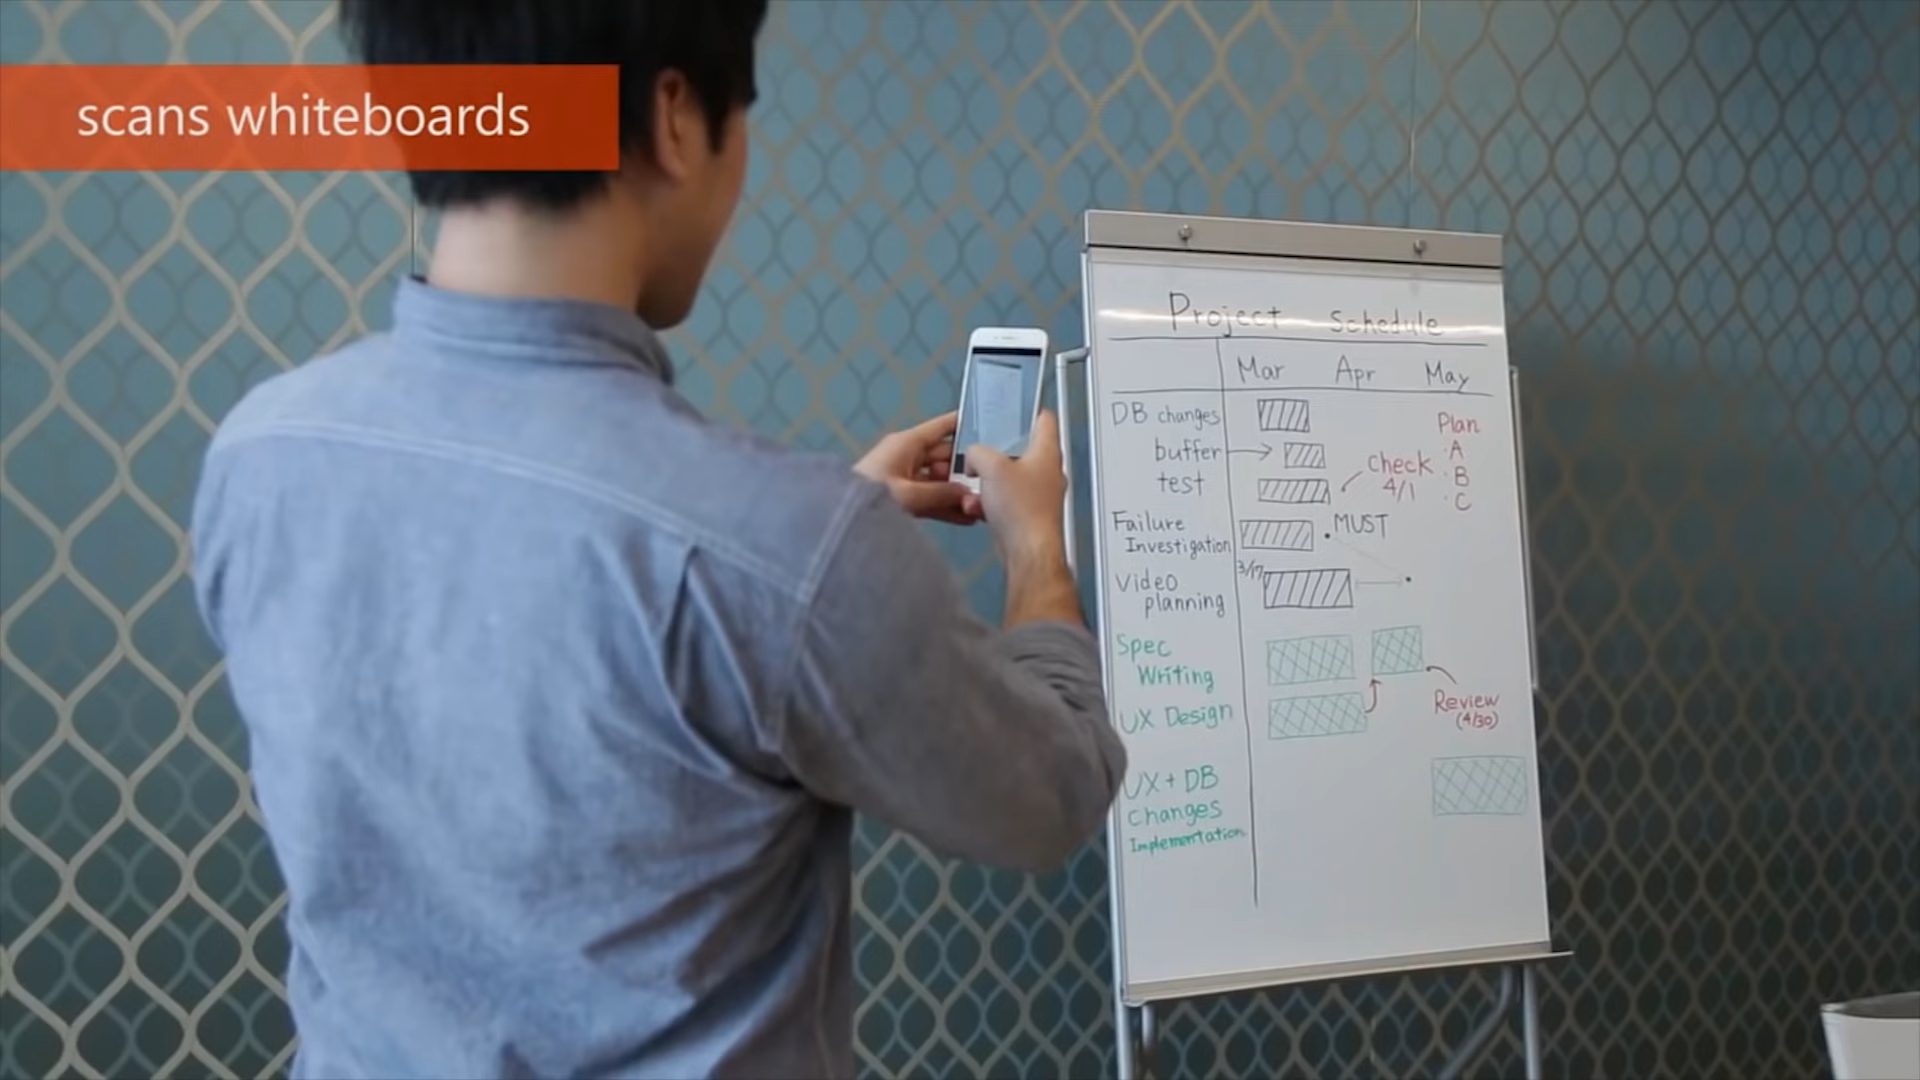 scans whiteboards
Project Schedule
Mar Apr May
DB changes
buffer
test
Failure
Investigation
3/17
Video
planning
Spec
Writing
UX Design
UX + DB
Changes
Implementation
check
4/1
MUST
Plan
・A
・B
・C
Review
(4/30)